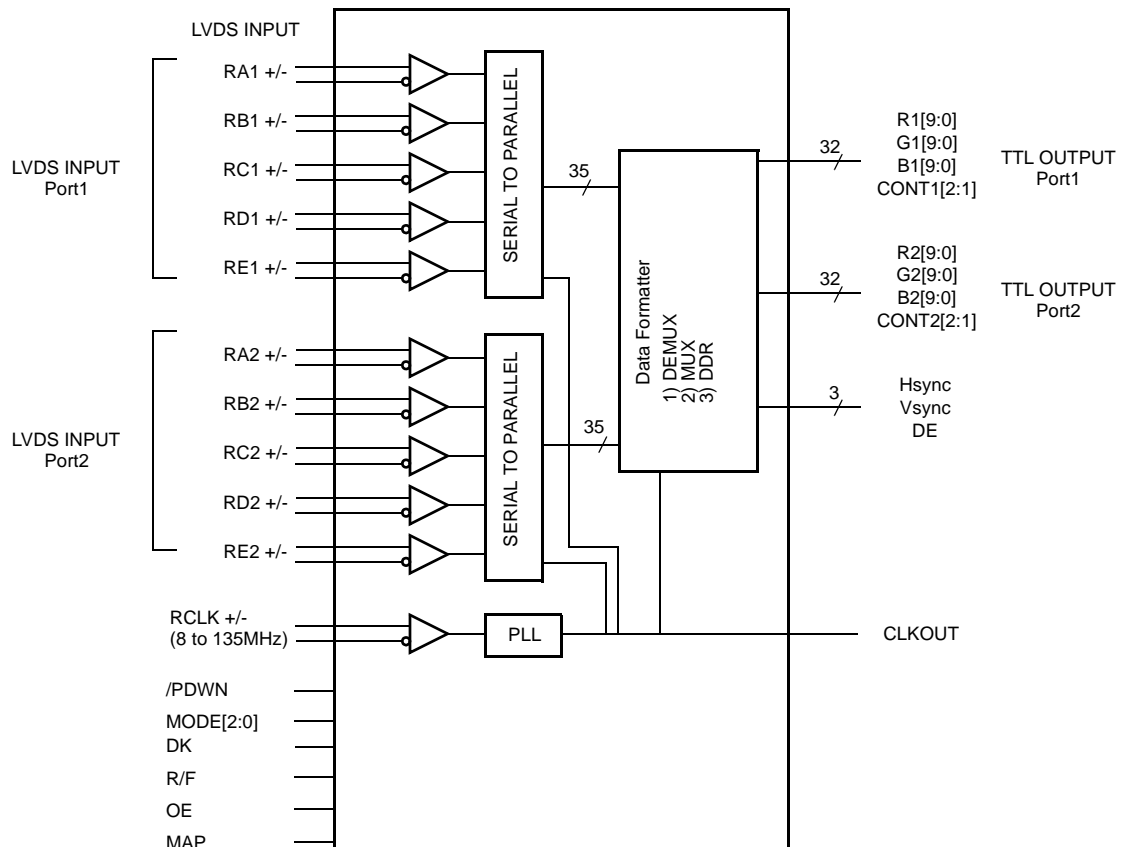 LVDS INPUT
LVDS INPUT
Port1
RA1 +/-
RB1 +/-
RC1 +/-
RD1 +/-
RE1 +/-
SERIAL TO PARALLEL
35
LVDS INPUT
Port2
RA2 +/-
RB2 +/-
RC2 +/-
RD2 +/-
RE2 +/-
SERIAL TO PARALLEL
35
Data Formatter
1) DEMUX
2) MUX
3) DDR
32
R1[9:0]
G1[9:0]
B1[9:0]
CONT1[2:1]
TTL OUTPUT
Port1
32
R2[9:0]
G2[9:0]
B2[9:0]
CONT2[2:1]
TTL OUTPUT
Port2
3
Hsync
Vsync
DE
RCLK +/-
(8 to 135MHz)
PLL
CLKOUT
/PDWN
MODE[2:0]
DK
R/F
OE
MAP